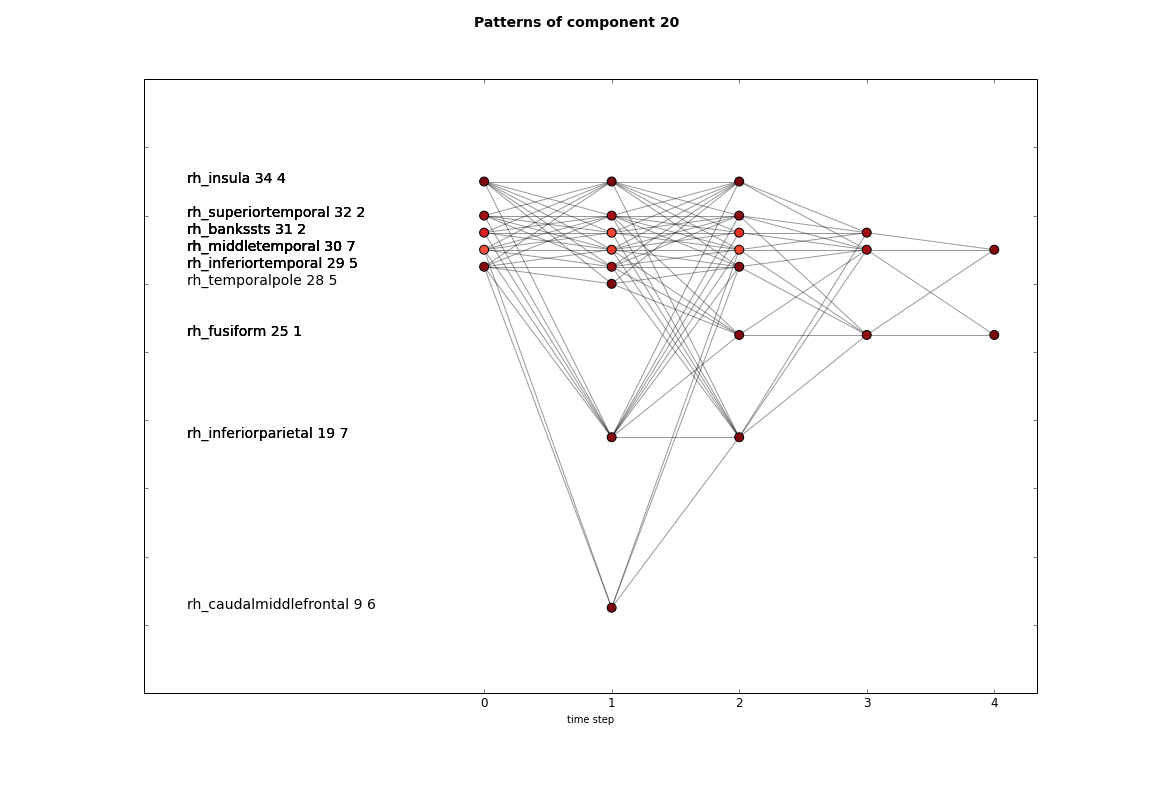 Patterns of component 20
rh_insula 34 4
rh_superiortemporal 32 2
rh_bankssts 31 2
rh_middletemporal 30 7
rh_inferiortemporal 29 5
rh_temporalpole 28 5
rh_fusiform 25 1
rh_inferiorparietal 19 7
rh_caudalmiddlefrontal 9 6
0 1 2 3 4
time step